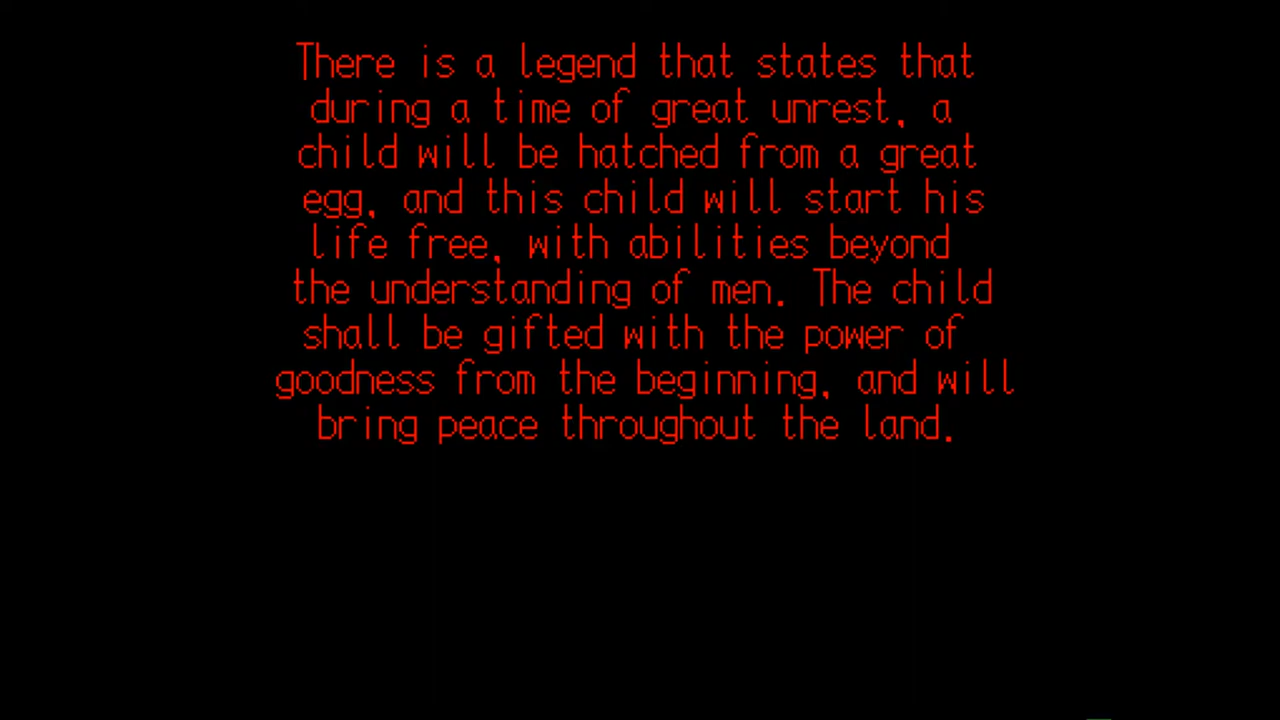 There is a legend that states that
during a time of great unrest, a
child will be hatched from a great
egg, and this child will start his
life free, with abilities beyond
the understanding of men. The child
shall be gifted with the power of
goodness from the beginning, and will
bring peace throughout the land.